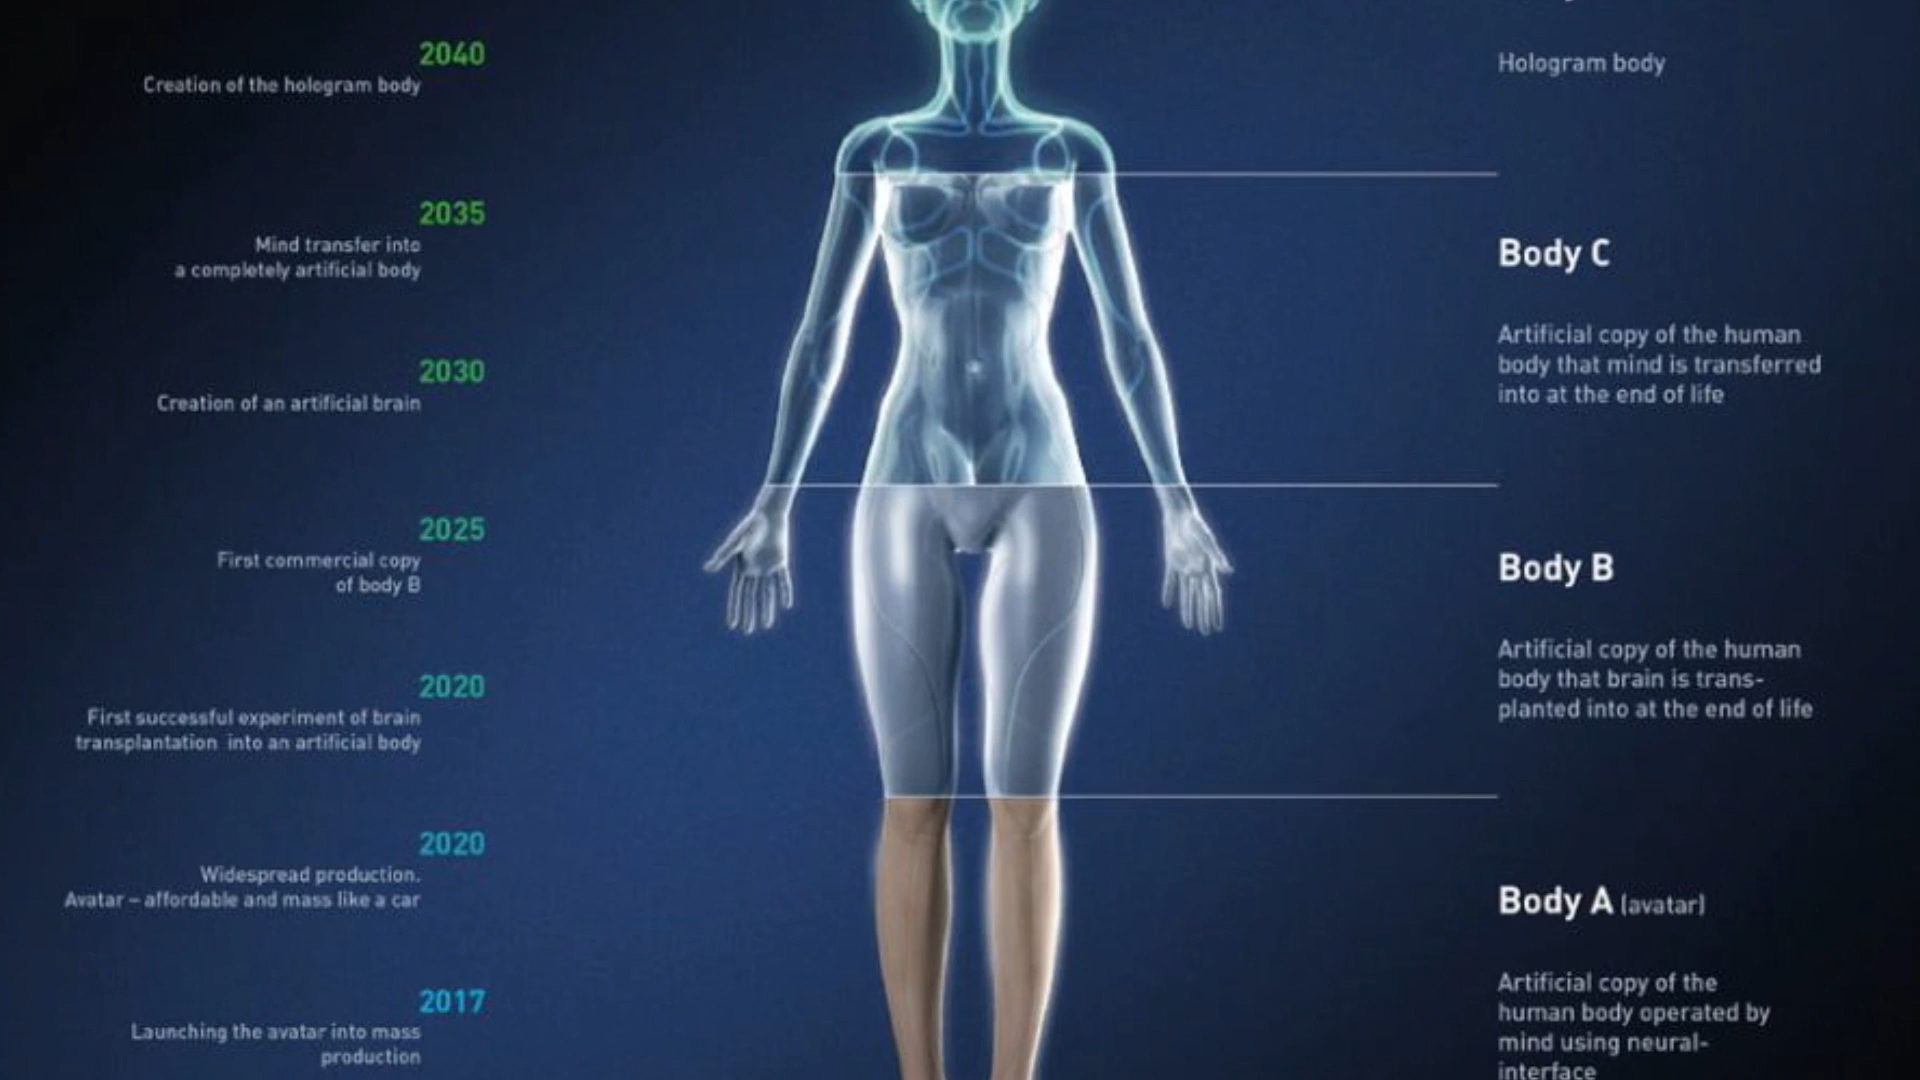 2040
Creation of the hologram body
2035
Mind transfer into
a completely artificial body
2030
Creation of an artificial brain
2025
First commercial copy
of body B
2020
First successful experiment of brain
transplantation into an artificial body
2020
Widespread production.
Avatar – affordable and mass like a car
2017
Launching the avatar into mass
production
Hologram body
Body C
Artificial copy of the human
body that mind is transferred
into at the end of life
Body B
Artificial copy of the human
body that brain is trans-
planted into at the end of life
Body A (avatar)
Artificial copy of the
human body operated by
mind using neural-
interface